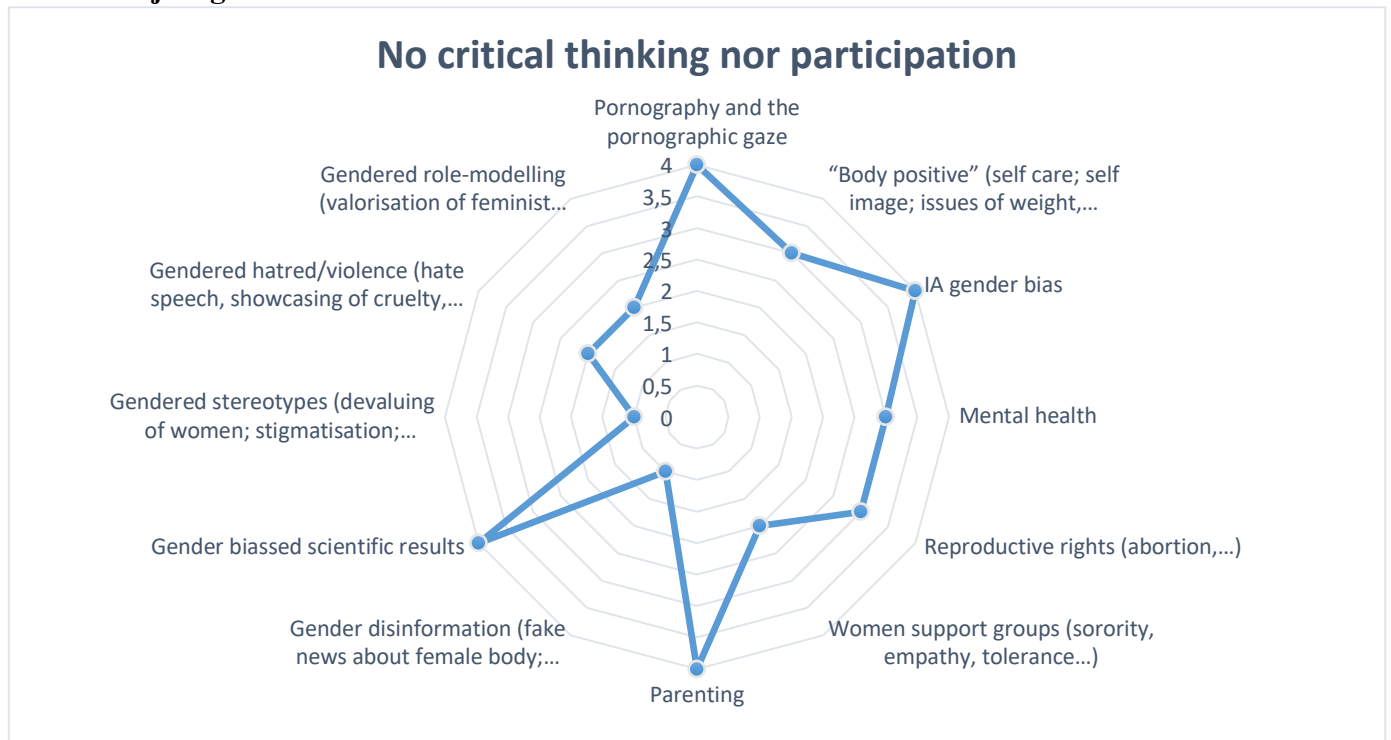 No critical thinking nor participation
Pornography and the
pornographic gaze
“Body positive” (self care; self
image; issues of weight,...
IA gender bias
Mental health
Reproductive rights (abortion,...)
Women support groups (sorority,
empathy, tolerance...)
Parenting
Gender disinformation (fake
news about female body;...
Gender biassed scientific results
Gendered stereotypes (devaluing
of women; stigmatisation;...
Gendered hatred/violence (hate
speech, showcasing of cruelty,...
Gendered role-modelling
(valorisation of feminist...
4
3,5
3
2,5
2
1,5
1
0,5
0